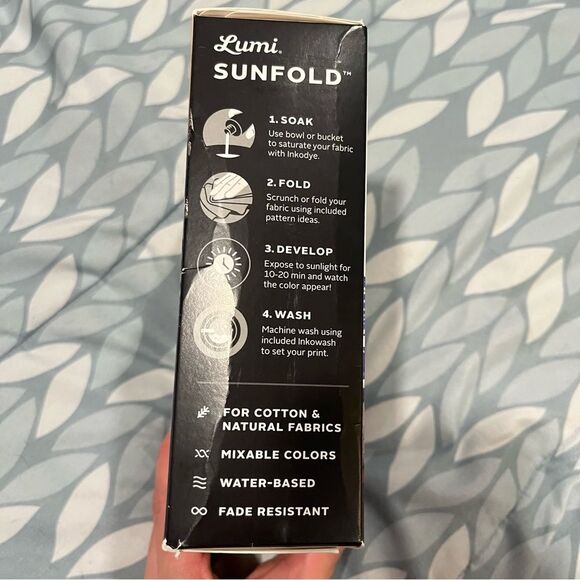 Lumi®
SUNFOLD™
1. SOAK
Use bowl or bucket
to saturate your fabric
with Inkodye.
2. FOLD
Scrunch or fold your
fabric using included
pattern ideas.
3. DEVELOP
Expose to sunlight for
10-20 min and watch
the color appear!
4. WASH
Machine wash using
included Inkowash
to set your print.
FOR COTTON &
NATURAL FABRICS
MIXABLE COLORS
WATER-BASED
FADE RESISTANT